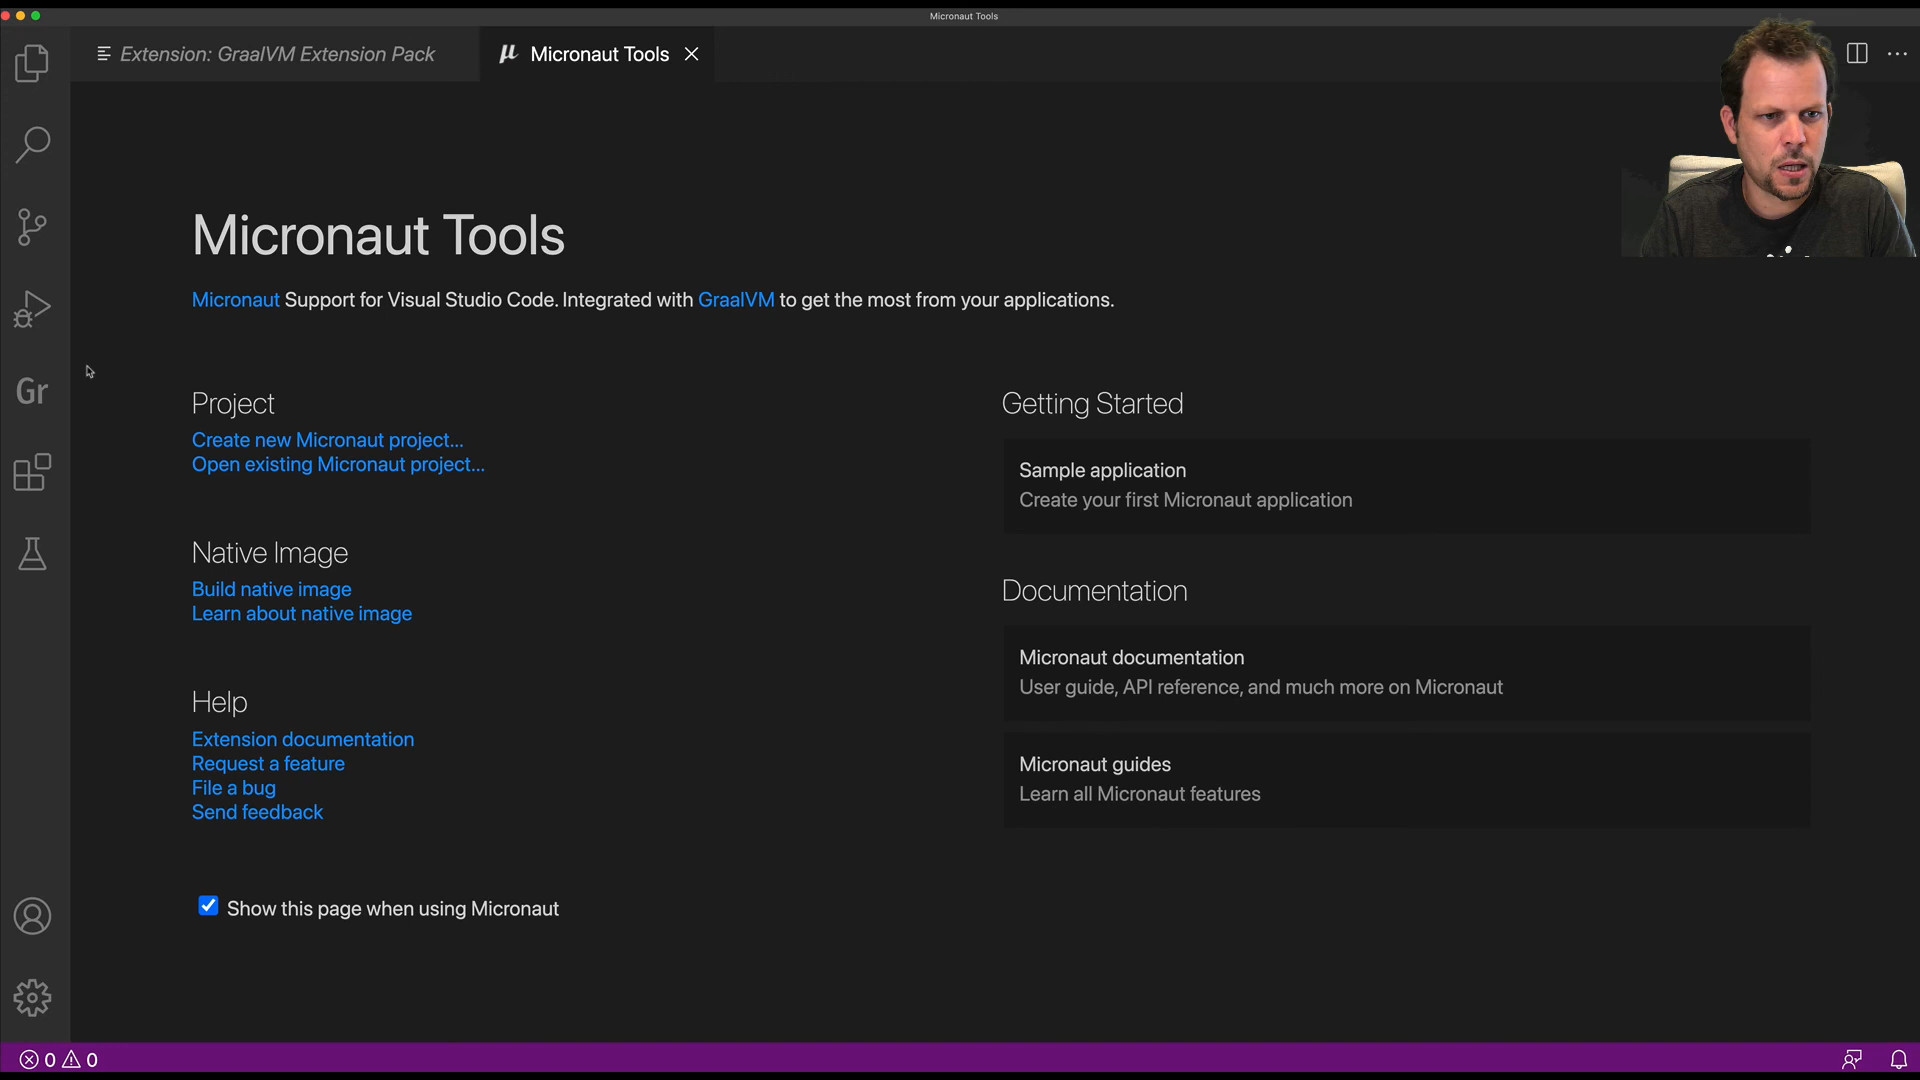 Micronaut Tools
Extension: GraalVM Extension Pack
μ Micronaut Tools
Gr
Micronaut Tools
Micronaut Support for Visual Studio Code. Integrated with GraalVM to get the most from your applications.
Project
Create new Micronaut project...
Open existing Micronaut project...
Native Image
Build native image
Learn about native image
Help
Extension documentation
Request a feature
File a bug
Send feedback
Show this page when using Micronaut
Getting Started
Sample application
Create your first Micronaut application
Documentation
Micronaut documentation
User guide, API reference, and much more on Micronaut
Micronaut guides
Learn all Micronaut features
0 0